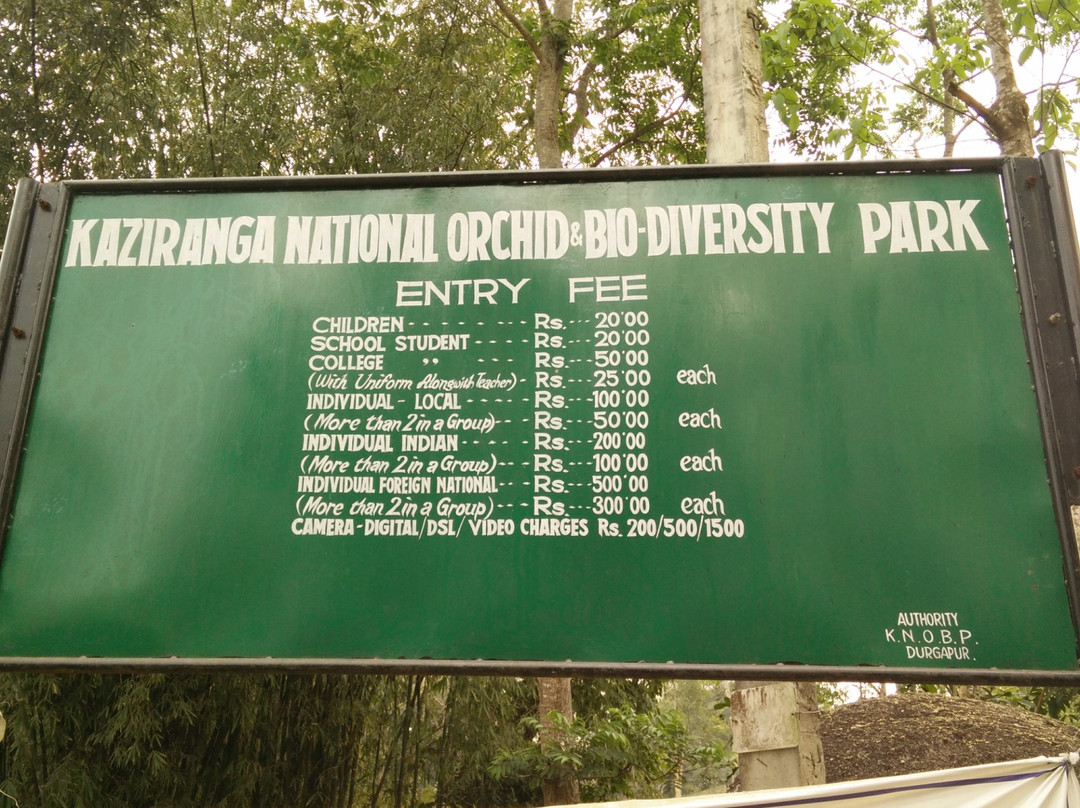 KAZIRANGA NATIONAL ORCHID & BIO-DIVERSITY PARK
ENTRY FEE
CHILDREN - - - - - - - Rs. --- 20'00
SCHOOL STUDENT - - - - Rs. --- 20'00
COLLEGE ,, - - - Rs. --- 50'00
(With Uniform Alongwith Teacher) - Rs. --- 25'00 each
INDIVIDUAL - LOCAL - - - - Rs. --- 100'00
(More than 2 in a Group) - - - Rs. --- 50'00 each
INDIVIDUAL INDIAN - - - - Rs. --- 200'00
(More than 2 in a Group) - - - Rs. --- 100'00 each
INDIVIDUAL FOREIGN NATIONAL - - - Rs. --- 500'00
(More than 2 in a Group) - - - Rs. --- 300'00 each
CAMERA - DIGITAL/DSL/ VIDEO CHARGES Rs. 200/500/1500
AUTHORITY
K.N.O.B.P.
DURGAPUR.